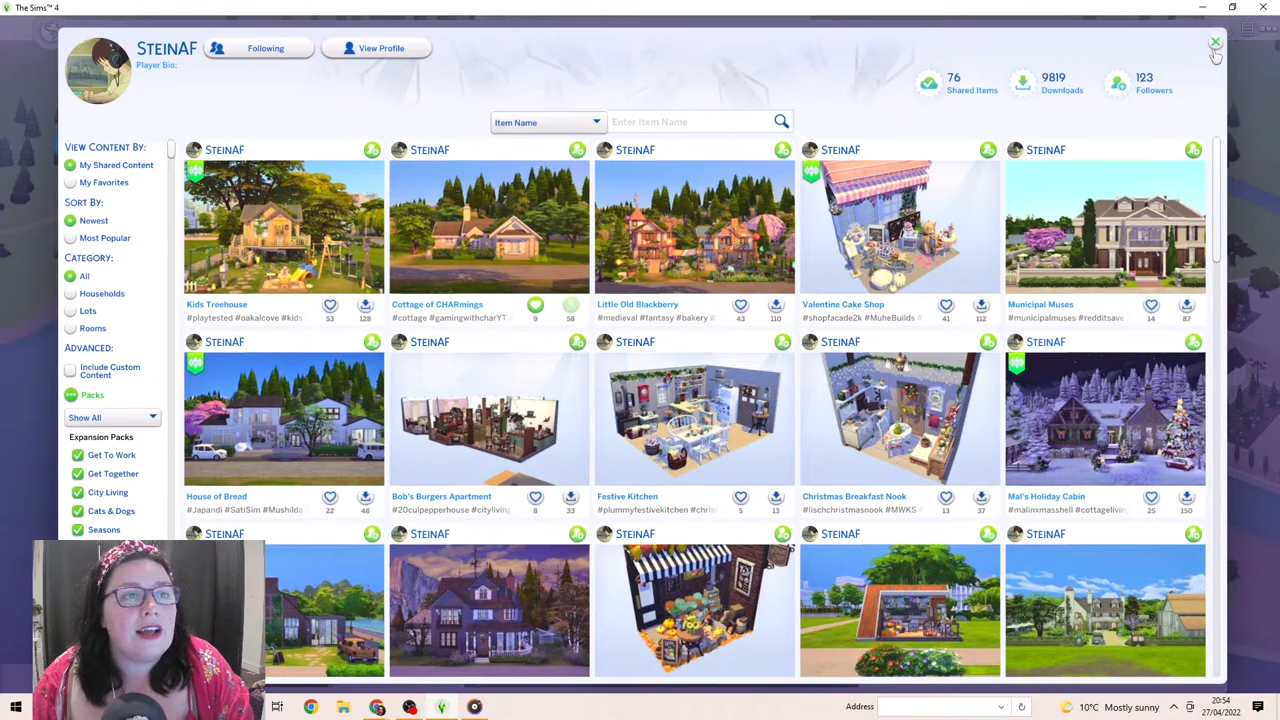 The Sims™ 4
STEINAF
Following
View Profile
Player Bio:
76
Shared Items
9819
Downloads
123
Followers
Item Name
Enter Item Name
VIEW CONTENT BY:
My Shared Content
My Favorites
SORT BY:
Newest
Most Popular
CATEGORY:
All
Households
Lots
Rooms
ADVANCED:
Include Custom
Content
Packs
Show All
Expansion Packs
Get To Work
Get Together
City Living
Cats & Dogs
Seasons
STEINAF
STEINAF
STEINAF
STEINAF
STEINAF
Kids Treehouse
53
128
#playtested #oakalcove #kids
Cottage of CHARmings
9
58
#cottage #gamingwithcharYT
Little Old Blackberry
43
110
#medieval #fantasy #bakery #
Valentine Cake Shop
41
112
#shopfacade2k #MuheBuilds #
Municipal Muses
14
87
#municipalmuses #redditsave
STEINAF
STEINAF
STEINAF
STEINAF
STEINAF
House of Bread
22
48
#Japandi #SatiSim #Mushilda
Bob's Burgers Apartment
8
33
#20culpepperhouse #cityliving
Festive Kitchen
5
13
#plummyfestivekitchen #chris
Christmas Breakfast Nook
13
37
#lischchristmasnook #MWKS
Mal's Holiday Cabin
25
150
#malinxmasshell #cottagelivin
STEINAF
STEINAF
STEINAF
STEINAF
STEINAF
Address
10°C Mostly sunny
20:54
27/04/2022